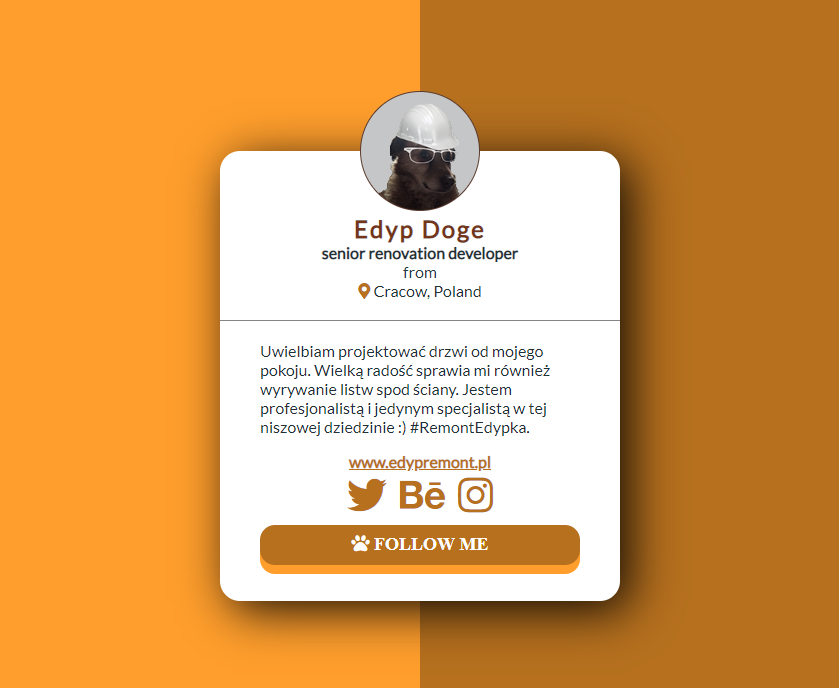 Edyp Doge
senior renovation developer
from
Cracow, Poland
Uwielbiam projektować drzwi od mojego
pokoju. Wielką radość sprawia mi również
wyrywanie listw spod ściany. Jestem
profesjonalistą i jedynym specjalistą w tej
niszowej dziedzinie :) #RemontEdypka.
www.edypremont.pl
Bē
FOLLOW ME